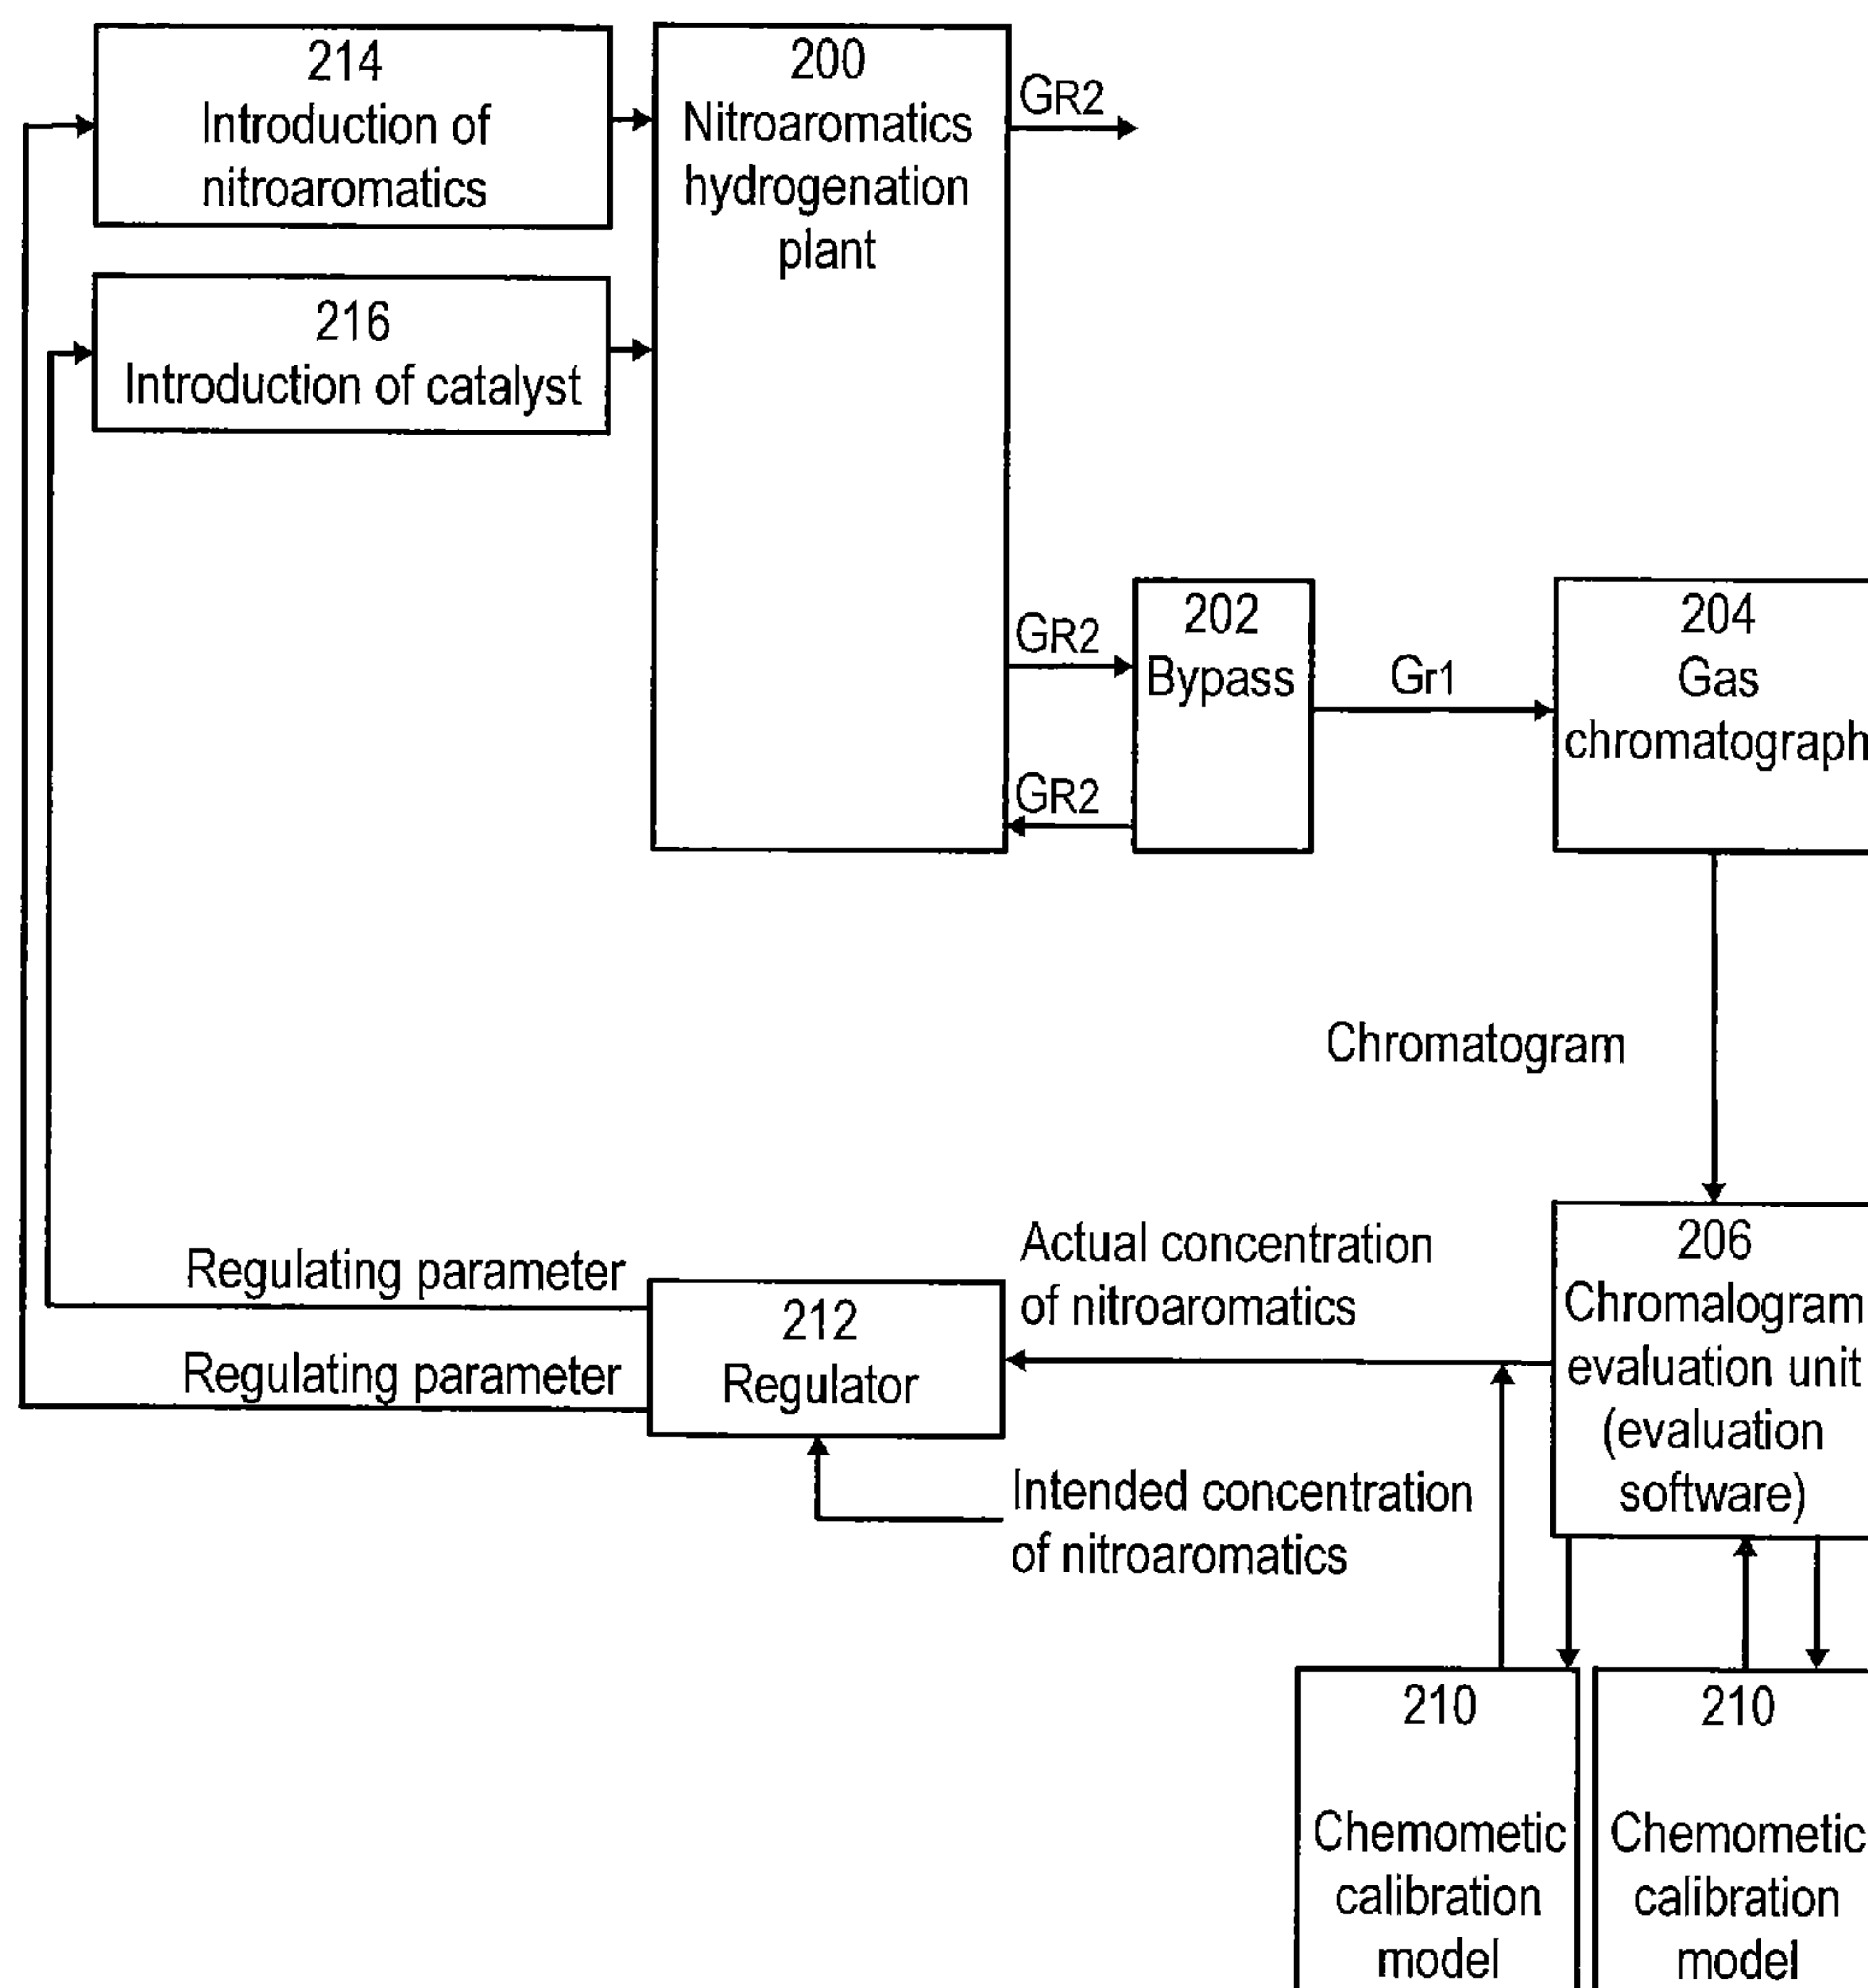 214
Introduction of
nitroaromatics
216
Introduction of catalyst
200
Nitroaromatics
hydrogenation
plant
GR2
GR2
GR2
202
Bypass
Gr1
204
Gas
chromatograph
Chromatogram
206
Chromalogram
evaluation unit
(evaluation
software)
Actual concentration
of nitroaromatics
212
Regulator
Regulating parameter
Regulating parameter
Intended concentration
of nitroaromatics
210
Chemometic
calibration
model
210
Chemometic
calibration
model